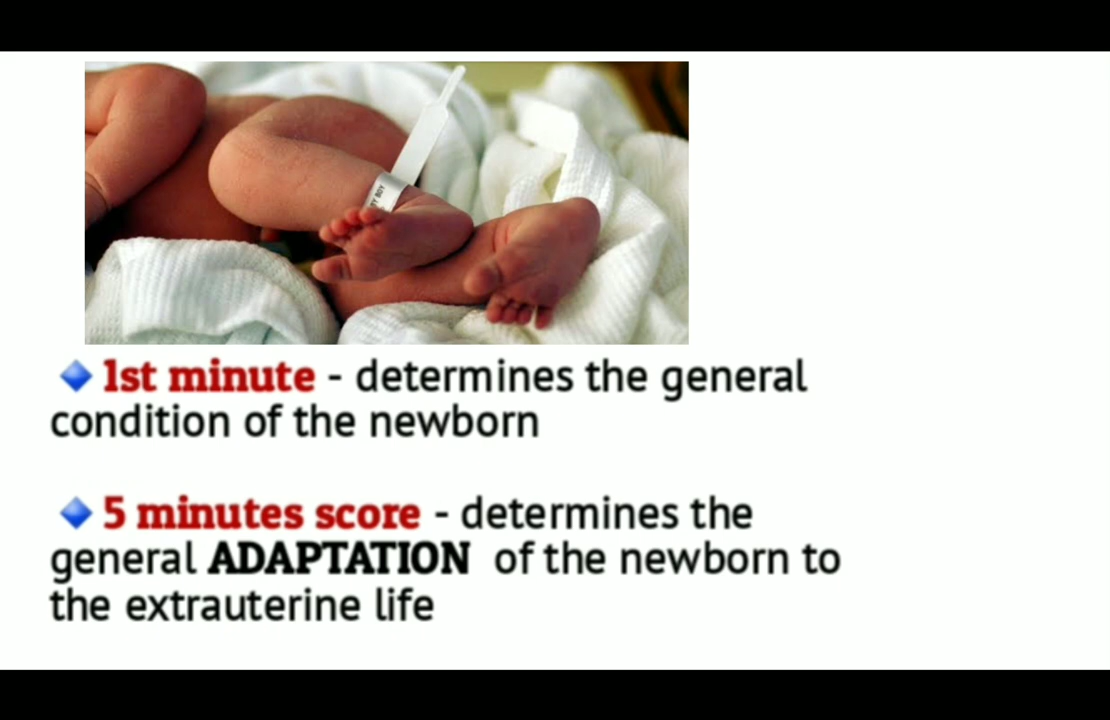 BOY
1st minute - determines the general
condition of the newborn
5 minutes score - determines the
general ADAPTATION of the newborn to
the extrauterine life